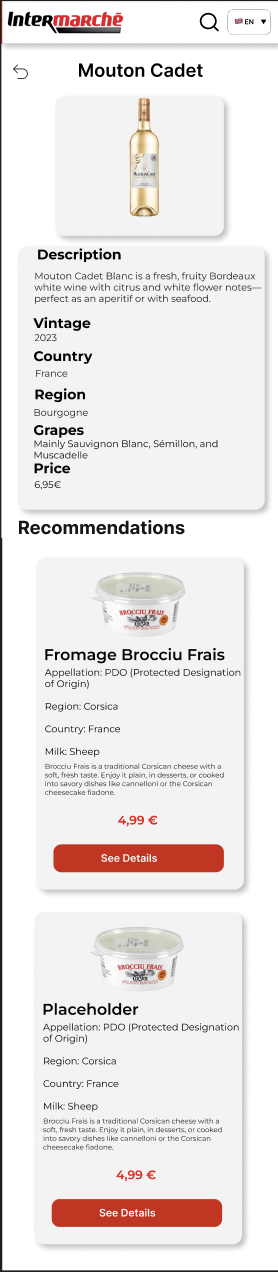 Intermarchē
EN ▼
Mouton Cadet
Mouton Cadet
Description
Mouton Cadet Blanc is a fresh, fruity Bordeaux
white wine with citrus and white flower notes—
perfect as an aperitif or with seafood.
Vintage
2023
Country
France
Region
Bourgogne
Grapes
Mainly Sauvignon Blanc, Sémillon, and
Muscadelle
Price
6,95€
Recommendations
BROCCIU FRAIS
Fromage Brocciu Frais
Appellation: PDO (Protected Designation
of Origin)
Region: Corsica
Country: France
Milk: Sheep
Brocciu Frais is a traditional Corsican cheese with a
soft, fresh taste. Enjoy it plain, in desserts, or cooked
into savory dishes like cannelloni or the Corsican
cheesecake fiadone.
4,99 €
See Details
BROCCIU FRAIS
Placeholder
Appellation: PDO (Protected Designation
of Origin)
Region: Corsica
Country: France
Milk: Sheep
Brocciu Frais is a traditional Corsican cheese with a
soft, fresh taste. Enjoy it plain, in desserts, or cooked
into savory dishes like cannelloni or the Corsican
cheesecake fiadone.
4,99 €
See Details